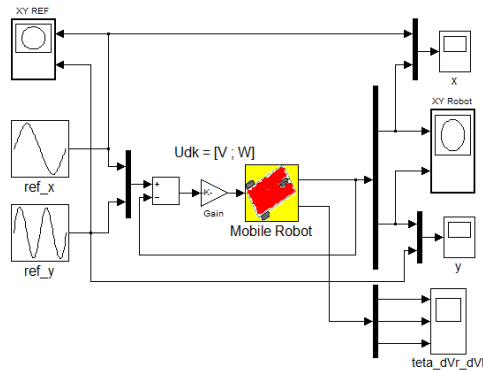 XY REF
x
XY Robot
ref_x
Udk = [V ; W]
+
−
-K-
Gain
Mobile Robot
ref_y
y
teta_dVr_dVl